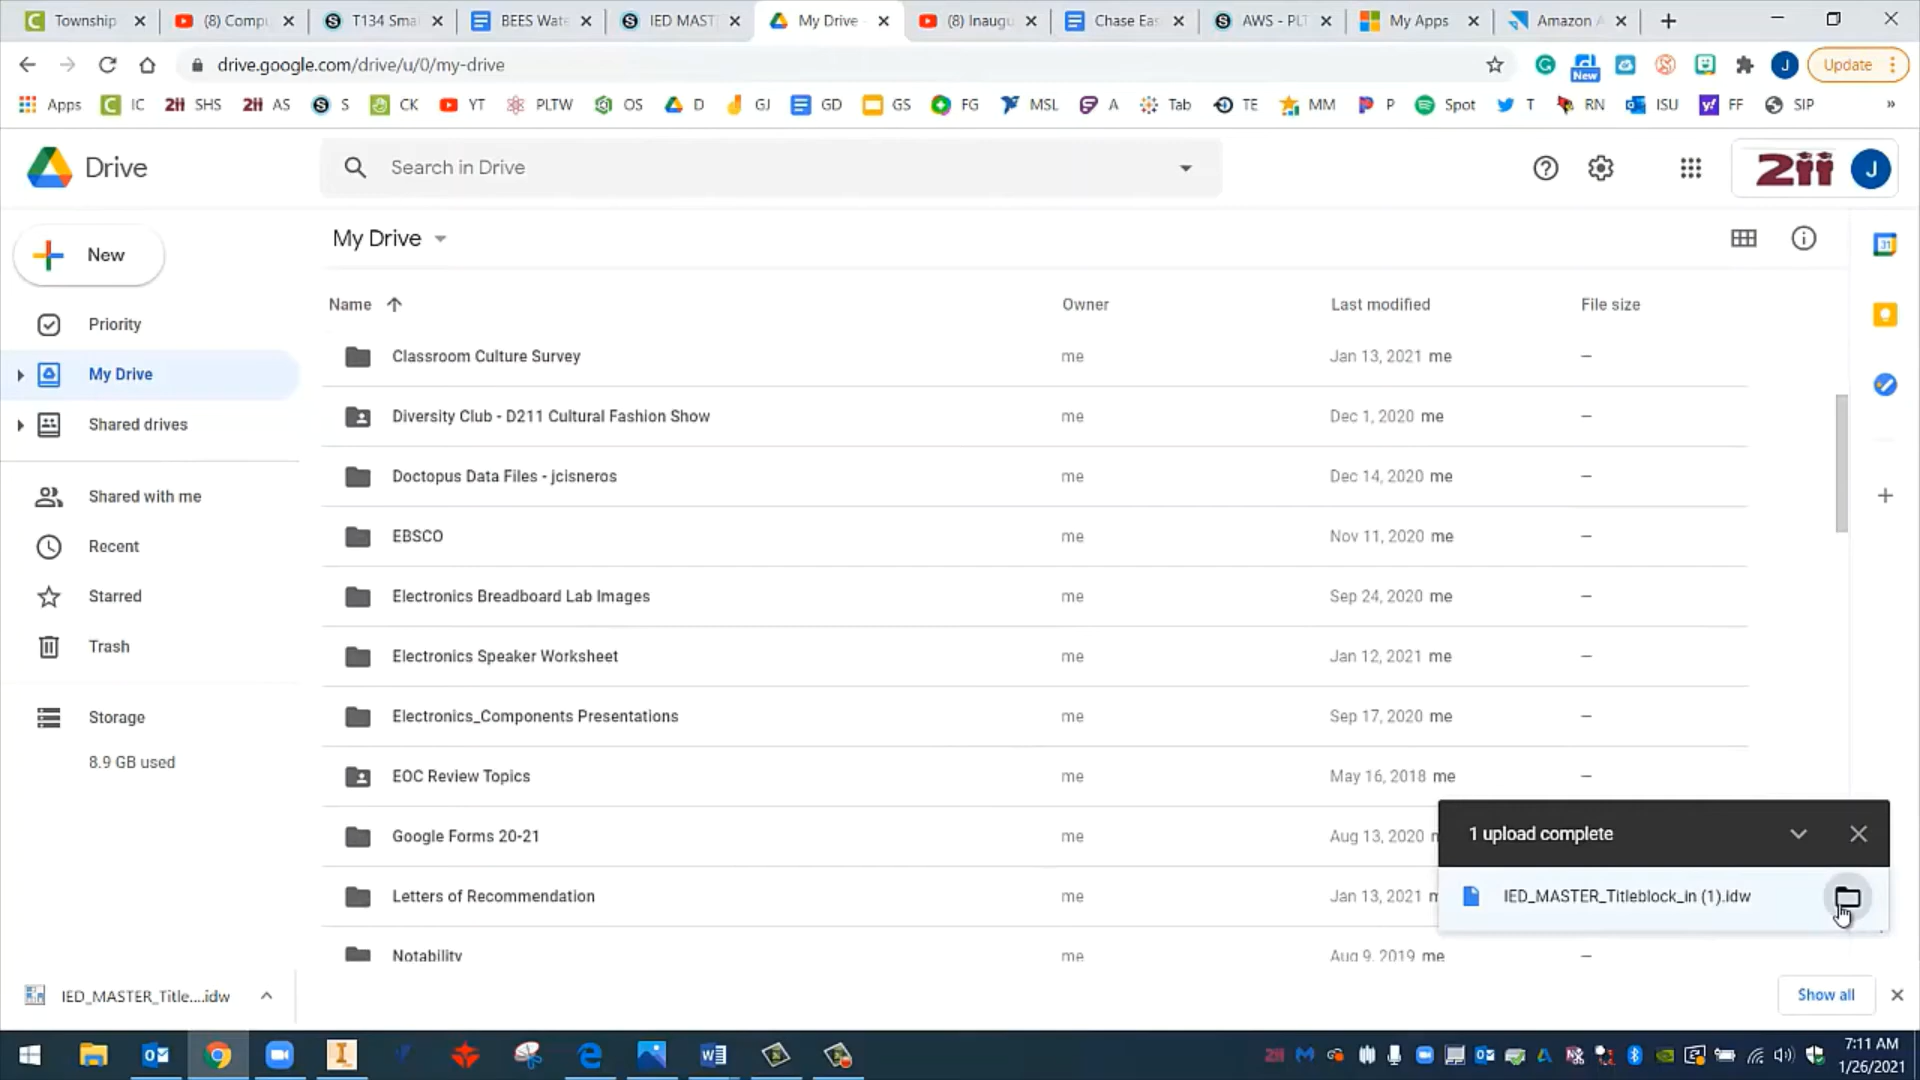 Township
(8) Compu
T134 Smal
BEES Wate
IED MAST
My Drive
(8) Inaugu
Chase Eas
AWS - PLT
My Apps
Amazon A
drive.google.com/drive/u/0/my-drive
New
J
Update
Apps IC 211 SHS 211 AS S CK YT PLTW OS D GJ GD GS FG MSL A Tab TE MM P Spot T RN ISU FF SIP »
Drive
Search in Drive
211
J
New
My Drive
31
Name
Owner
Last modified
File size
Priority
My Drive
Shared drives
Shared with me
Recent
Starred
Trash
Storage
8.9 GB used
Classroom Culture Survey me Jan 13, 2021 me –
Diversity Club - D211 Cultural Fashion Show me Dec 1, 2020 me –
Doctopus Data Files - jcisneros me Dec 14, 2020 me –
EBSCO me Nov 11, 2020 me –
Electronics Breadboard Lab Images me Sep 24, 2020 me –
Electronics Speaker Worksheet me Jan 12, 2021 me –
Electronics_Components Presentations me Sep 17, 2020 me –
EOC Review Topics me May 16, 2018 me –
Google Forms 20-21 me Aug 13, 2020
Letters of Recommendation me Jan 13, 2021
Notability me Aug 9, 2019 me –
1 upload complete
IED_MASTER_Titleblock_in (1).idw
IED_MASTER_Title....idw
Show all
7:11 AM
1/26/2021